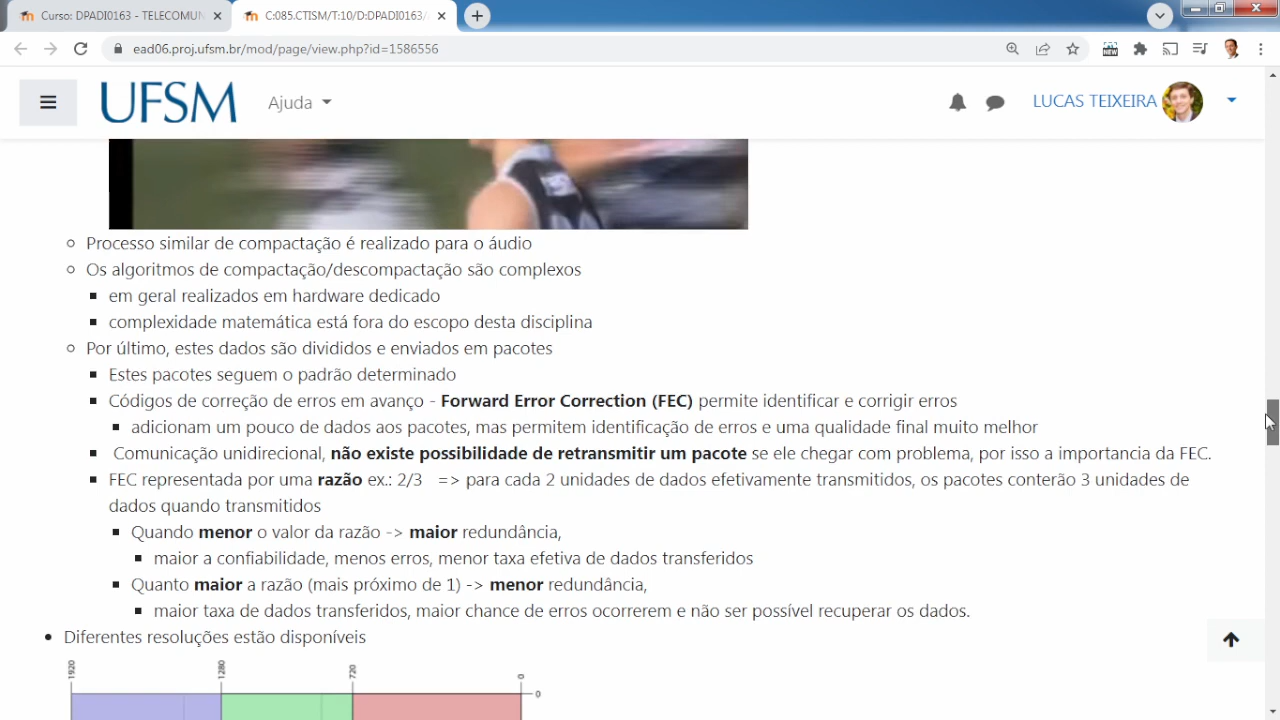 Curso: DPADI0163 - TELECOMUN
C:085.CTISM/T:10/D:DPADI0163/
ead06.proj.ufsm.br/mod/page/view.php?id=1586556
UFSM
Ajuda
LUCAS TEIXEIRA
Processo similar de compactação é realizado para o áudio
Os algoritmos de compactação/descompactação são complexos
em geral realizados em hardware dedicado
complexidade matemática está fora do escopo desta disciplina
Por último, estes dados são divididos e enviados em pacotes
Estes pacotes seguem o padrão determinado
Códigos de correção de erros em avanço - Forward Error Correction (FEC) permite identificar e corrigir erros
adicionam um pouco de dados aos pacotes, mas permitem identificação de erros e uma qualidade final muito melhor
Comunicação unidirecional, não existe possibilidade de retransmitir um pacote se ele chegar com problema, por isso a importancia da FEC.
FEC representada por uma razão ex.: 2/3 => para cada 2 unidades de dados efetivamente transmitidos, os pacotes conterão 3 unidades de
dados quando transmitidos
Quando menor o valor da razão -> maior redundância,
maior a confiabilidade, menos erros, menor taxa efetiva de dados transferidos
Quanto maior a razão (mais próximo de 1) -> menor redundância,
maior taxa de dados transferidos, maior chance de erros ocorrerem e não ser possível recuperar os dados.
Diferentes resoluções estão disponíveis
1920
1280
720
0
0